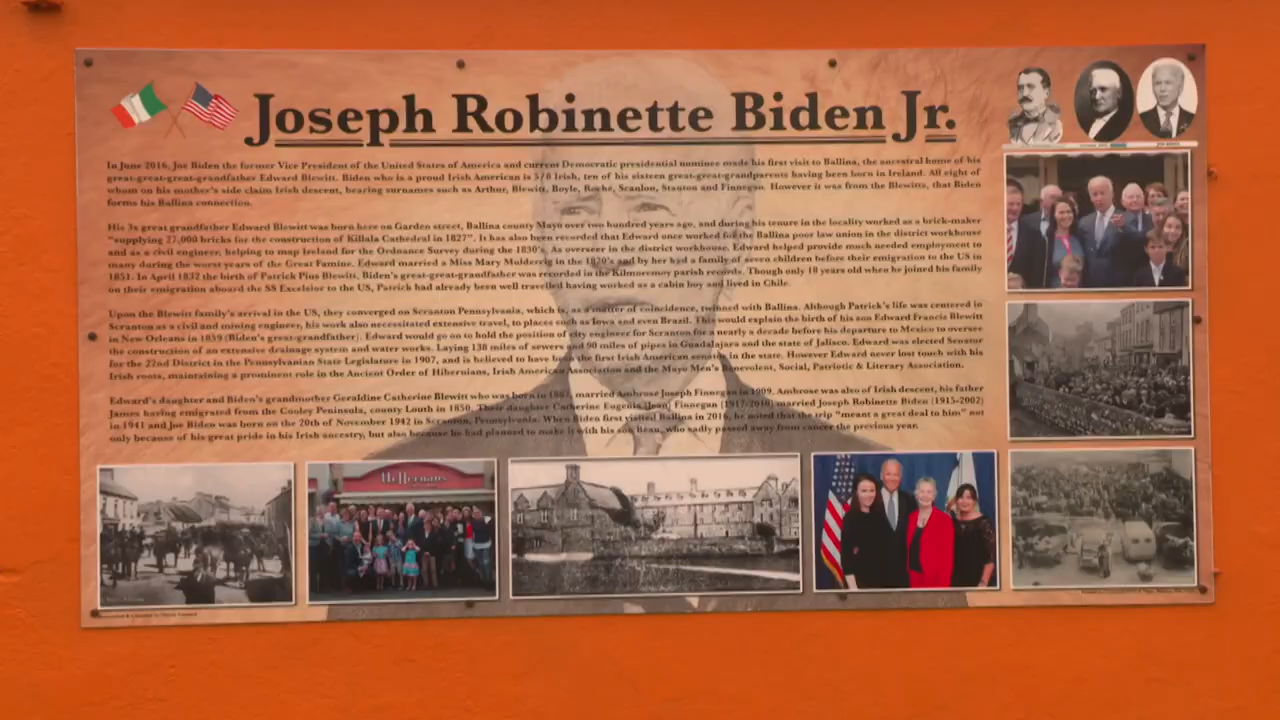 Joseph Robinette Biden Jr.
In June 2016, Joe Biden the former Vice President of the United States of America and current Democratic presidential nominee made his first visit to Ballina, the ancestral home of his
great-great-great-grandfather Edward Blewitt. Biden who is a proud Irish American is 5/8 Irish, ten of his sixteen great-great-grandparents having been born in Ireland. All eight of
whom on his mother's side claim Irish descent, bearing surnames such as Arthur, Blewitt, Boyle, Roche, Scanlon, Stanton and Finnegan. However it was from the Blewitts, that Biden
forms his Ballina connection.
His 3x great grandfather Edward Blewitt was born here on Garden street, Ballina county Mayo over two hundred years ago, and during his tenure in the locality worked as a brick-maker
"supplying 27,000 bricks for the construction of Killala Cathedral in 1827". It has also been recorded that Edward once worked for the Ballina poor law union in the district workhouse
and as a civil engineer, helping to map Ireland for the Ordnance Survey during the 1830's. As overseer in the district workhouse, Edward helped provide much needed employment to
many during the worst years of the Great Famine. Edward married a Miss Mary Mulderrig in the 1820's and by her had a family of seven children before their emigration to the US in
1851. In April 1832 the birth of Patrick Pius Blewitt, Biden's great-great-grandfather was recorded in the Kilmoremoy parish records. Though only 18 years old when he joined his family
on their emigration aboard the SS Excelsior to the US, Patrick had already been well travelled having worked as a cabin boy and lived in Chile.
Upon the Blewitt family's arrival in the US, they converged on Scranton Pennsylvania, which is, as a matter of coincidence, twinned with Ballina. Although Patrick's life was centered in
Scranton as a civil and mining engineer, his work also necessitated extensive travel, to places such as Iowa and even Brazil. This would explain the birth of his son Edward Francis Blewitt
in New Orleans in 1859 (Biden's great-grandfather). Edward would go on to hold the position of city engineer for Scranton for nearly a decade before his departure to Mexico to oversee
the construction of an extensive drainage system and water works. Laying 138 miles of sewers and 90 miles of pipes in Guadalajara and the state of Jalisco. Edward was elected Senator
for the 22nd District in the Pennsylvanian State Legislature in 1907, and is believed to have been the first Irish American senator in the state. However Edward never lost touch with his
Irish roots, maintaining a prominent role in the Ancient Order of Hibernians, Irish American Association and the Mayo Men's Benevolent, Social, Patriotic & Literary Association.
Edward's daughter and Biden's grandmother Geraldine Catherine Blewitt who was born in 1887, married Ambrose Joseph Finnegan in 1909. Ambrose was also of Irish descent, his father
James having emigrated from the Cooley Peninsula, county Louth in 1850. Their daughter Catherine Eugenia (Jean) Finnegan (1917-2010) married Joseph Robinette Biden (1915-2002)
in 1941 and Joe Biden was born on the 20th of November 1942 in Scranton, Pennsylvania. When Biden first visited Ballina in 2016, he noted that the trip "meant a great deal to him" not
only because of his great pride in his Irish ancestry, but also because he had planned to make it with his son Beau, who sadly passed away from cancer the previous year.
Heffernans